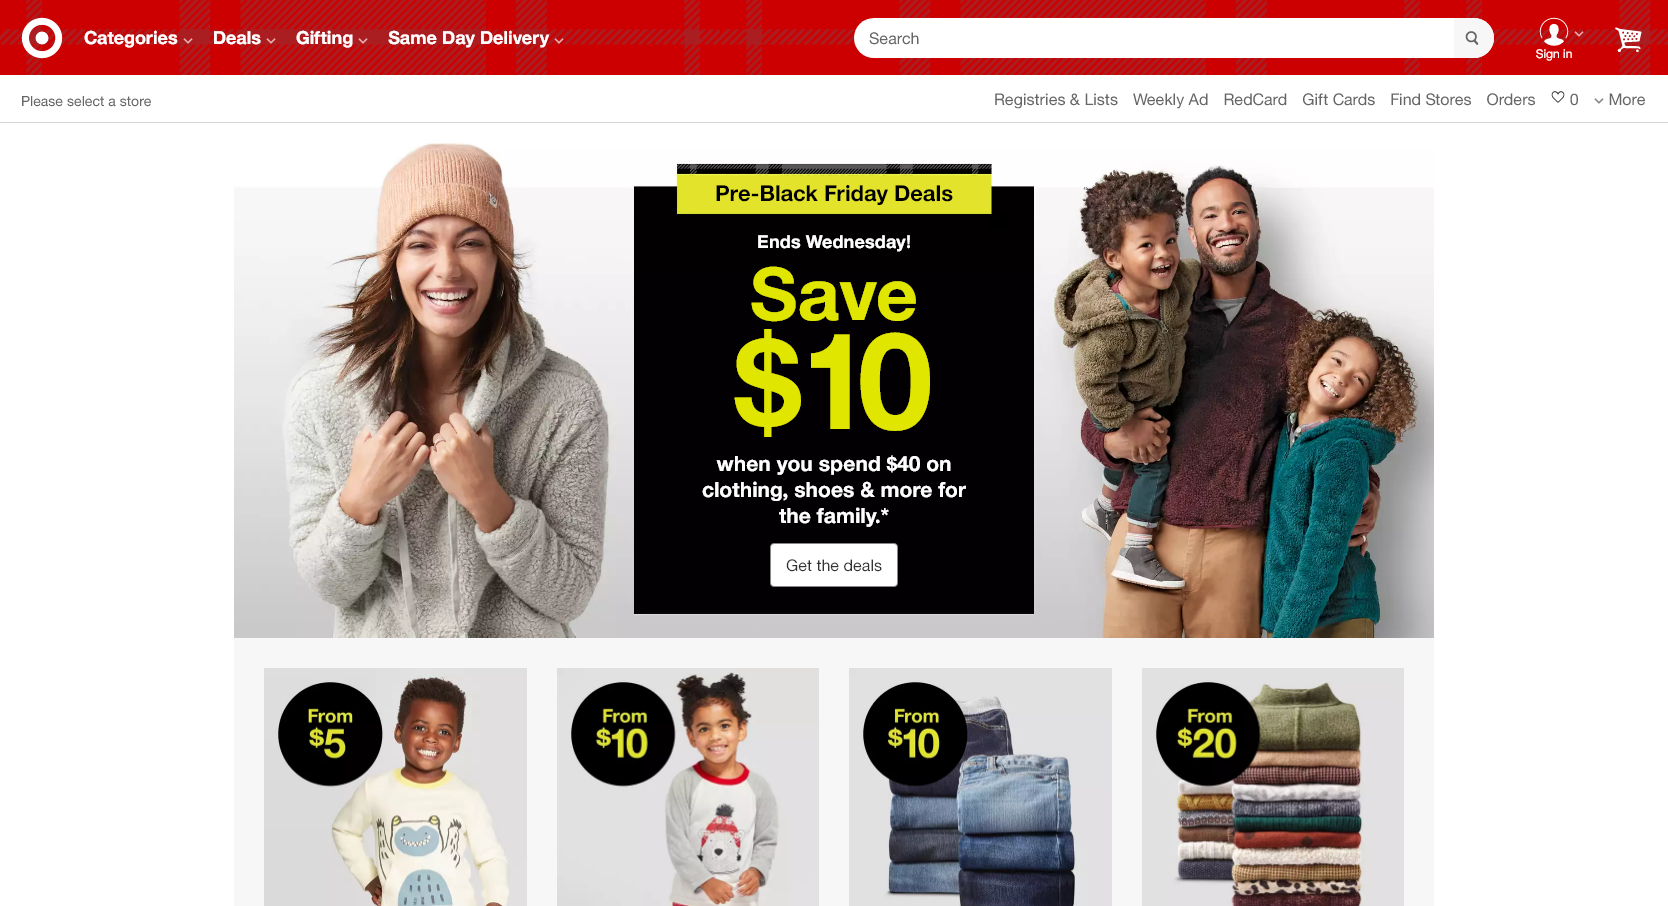 Categories
Deals
Gifting
Same Day Delivery
Search
Sign in
Please select a store
Registries & Lists
Weekly Ad
RedCard
Gift Cards
Find Stores
Orders
0
More
Pre-Black Friday Deals
Ends Wednesday!
Save
$10
when you spend $40 on
clothing, shoes & more for
the family.*
Get the deals
From
$5
From
$10
From
$10
From
$20